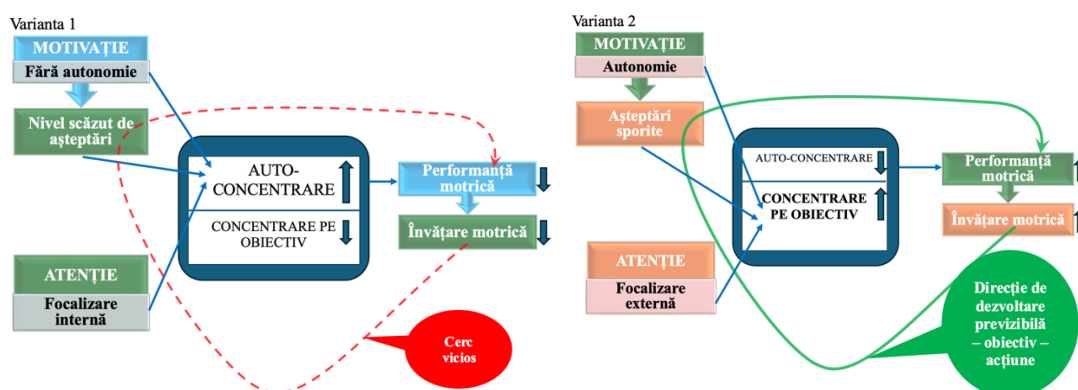 Varianta 1
MOTIVAȚIE
Fără autonomie
Nivel scăzut de
așteptări
AUTO-
CONCENTRARE
CONCENTRARE PE
OBIECTIV
Performanță
motrică
Învățare motrică
ATENȚIE
Focalizare
internă
Cerc
vicios
Varianta 2
MOTIVAȚIE
Autonomie
Așteptări
sporite
AUTO-CONCENTRARE
CONCENTRARE
PE OBIECTIV
Performanță
motrică
Învățare motrică
ATENȚIE
Focalizare
externă
Direcție de
dezvoltare
previzibilă
– obiectiv –
acțiune